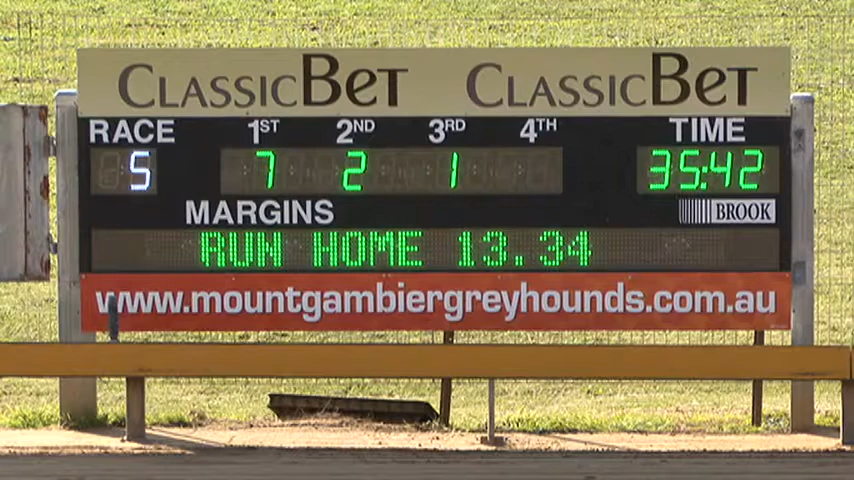 CLASSICBET CLASSICBET
RACE 1ST 2ND 3RD 4TH TIME
5 7 2 1 35:42
MARGINS BROOK
RUN HOME 13.34
www.mountgambiergreyhounds.com.au